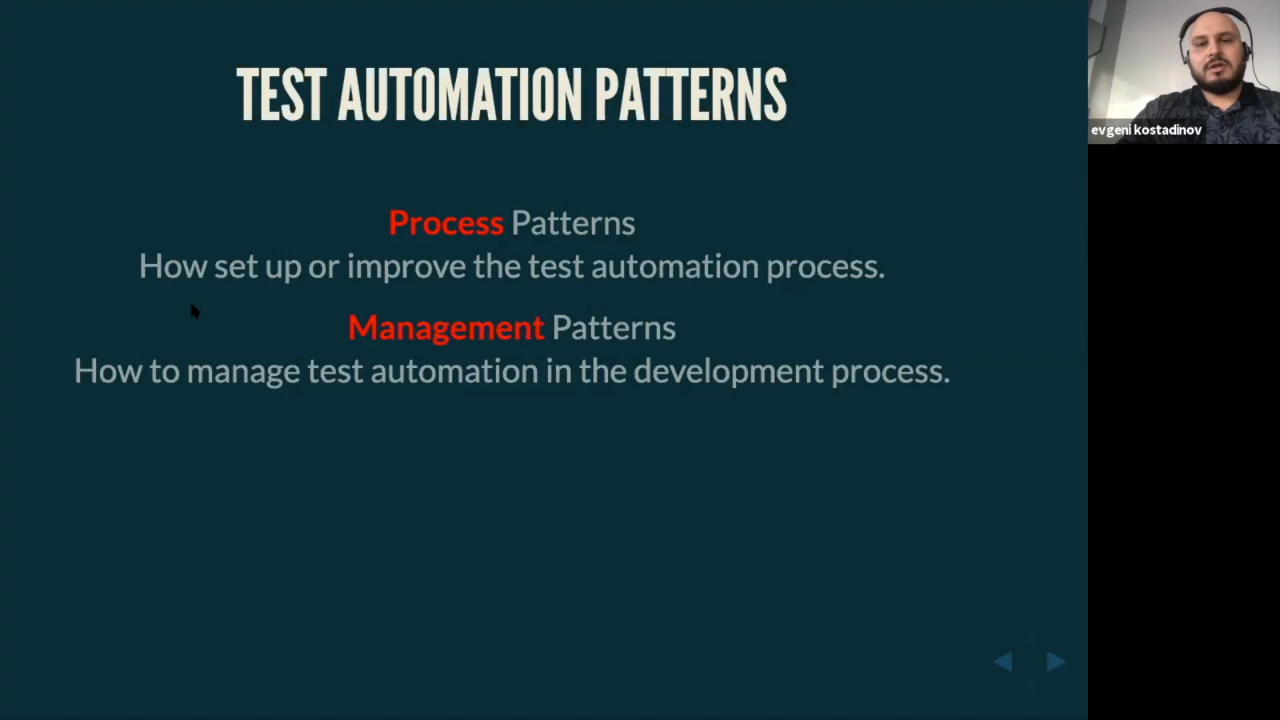 TEST AUTOMATION PATTERNS
Process Patterns
How set up or improve the test automation process.
Management Patterns
How to manage test automation in the development process.
evgeni kostadinov